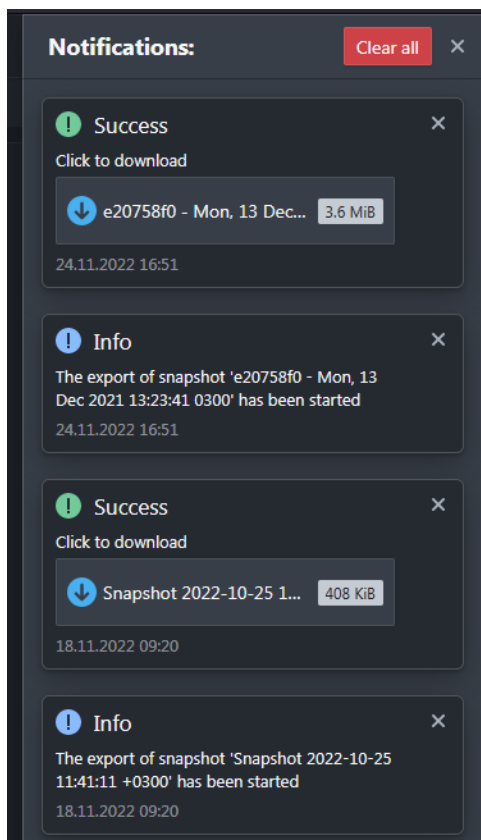 Notifications:
Clear all
Success
Click to download
e20758f0 - Mon, 13 Dec... 3.6 MiB
24.11.2022 16:51
Info
The export of snapshot 'e20758f0 - Mon, 13
Dec 2021 13:23:41 0300' has been started
24.11.2022 16:51
Success
Click to download
Snapshot 2022-10-25 1... 408 KiB
18.11.2022 09:20
Info
The export of snapshot 'Snapshot 2022-10-25
11:41:11 +0300' has been started
18.11.2022 09:20